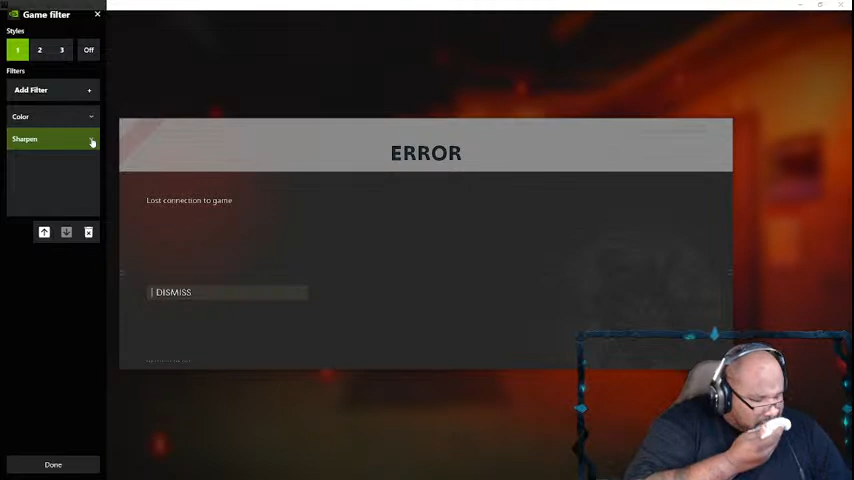 Game filter
Styles
1 2 3 Off
Filters
Add Filter +
Color
Sharpen
ERROR
Lost connection to game
| DISMISS
Done